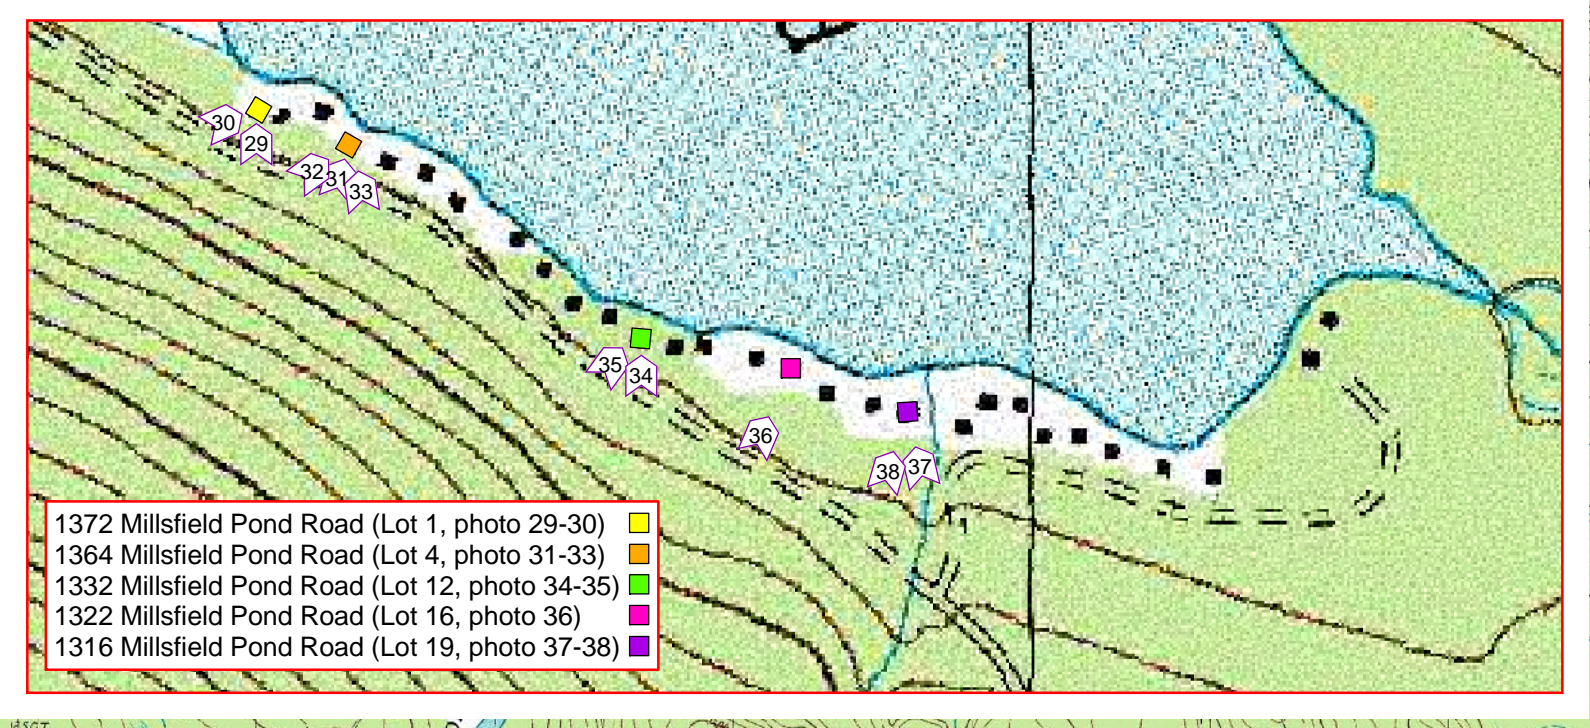 30
29
32
31
33
35
34
36
38
37
1372 Millsfield Pond Road (Lot 1, photo 29-30)
1364 Millsfield Pond Road (Lot 4, photo 31-33)
1332 Millsfield Pond Road (Lot 12, photo 34-35)
1322 Millsfield Pond Road (Lot 16, photo 36)
1316 Millsfield Pond Road (Lot 19, photo 37-38)